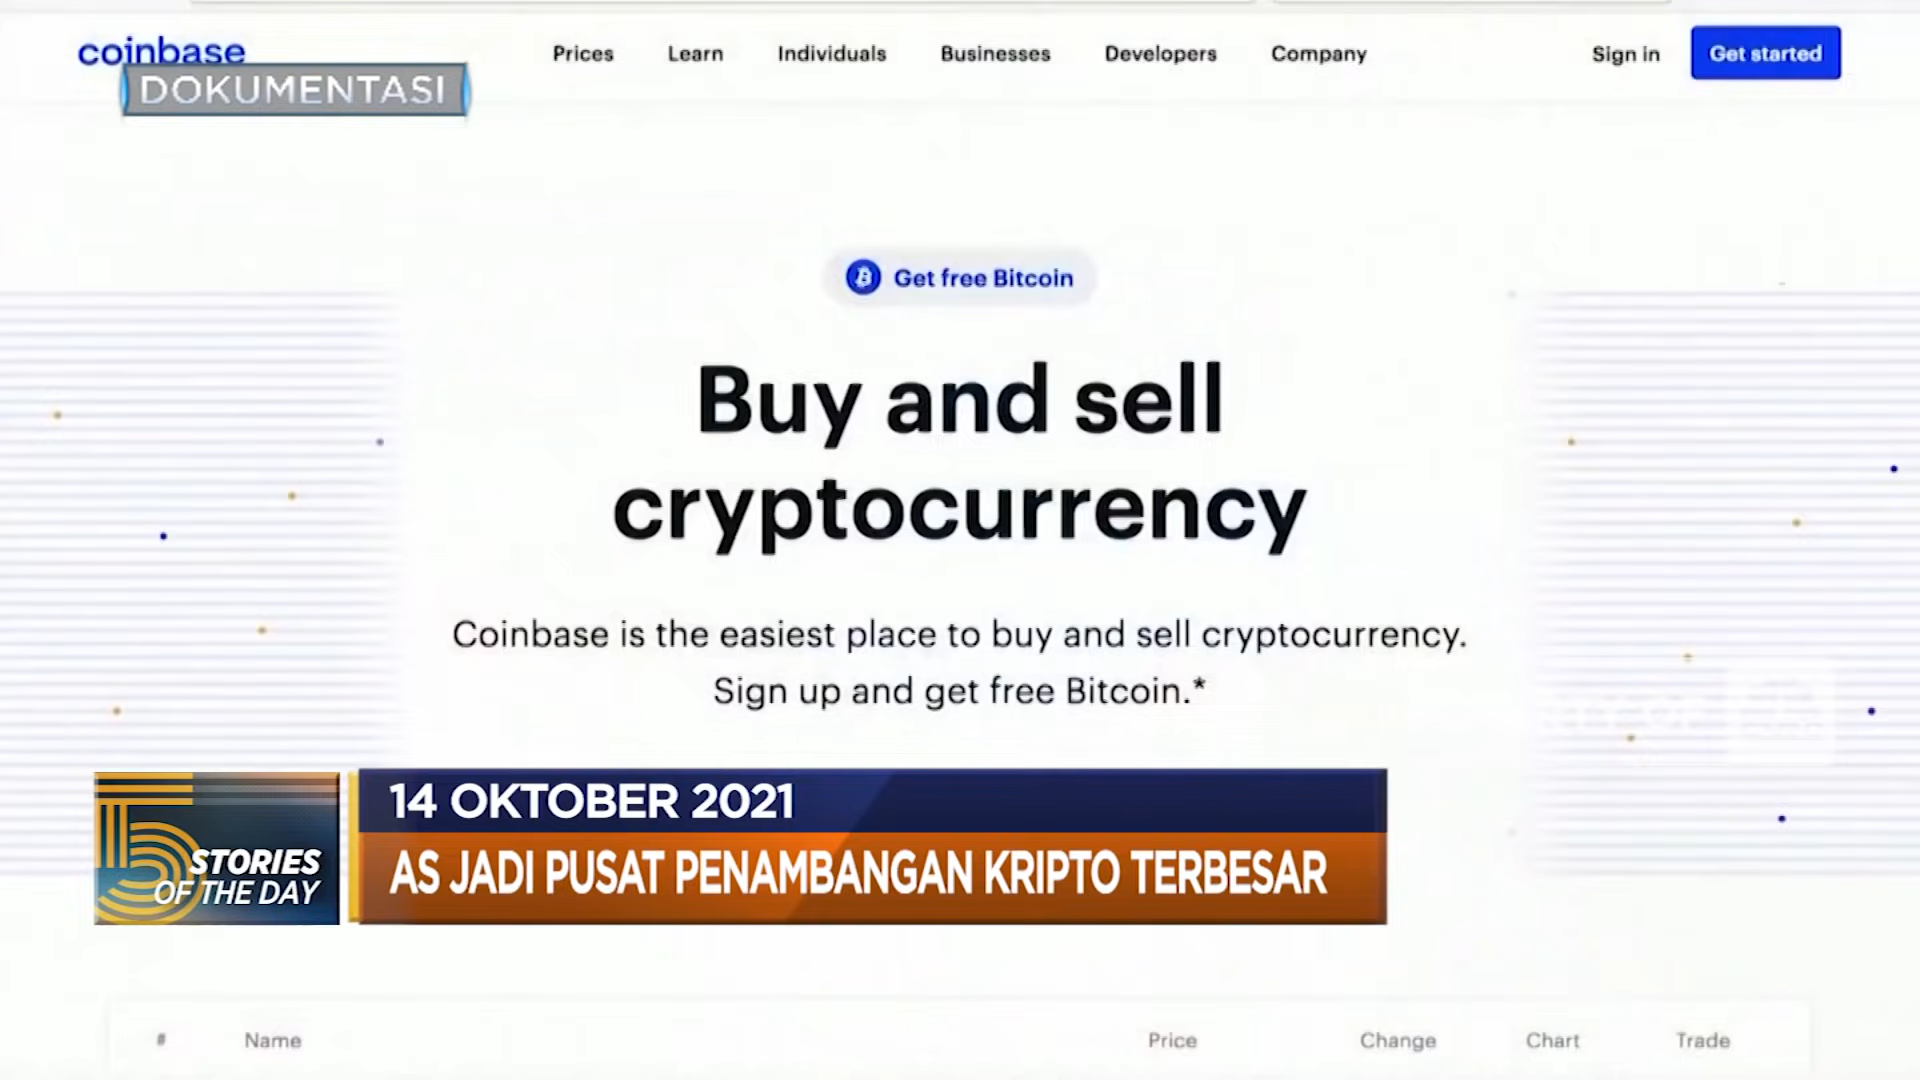 coinbase
DOKUMENTASI
Prices Learn Individuals Businesses Developers Company Sign in Get started
Get free Bitcoin
Buy and sell
cryptocurrency
Coinbase is the easiest place to buy and sell cryptocurrency.
Sign up and get free Bitcoin.*
14 OKTOBER 2021
AS JADI PUSAT PENAMBANGAN KRIPTO TERBESAR
5 STORIES
OF THE DAY
# Name Price Change Chart Trade